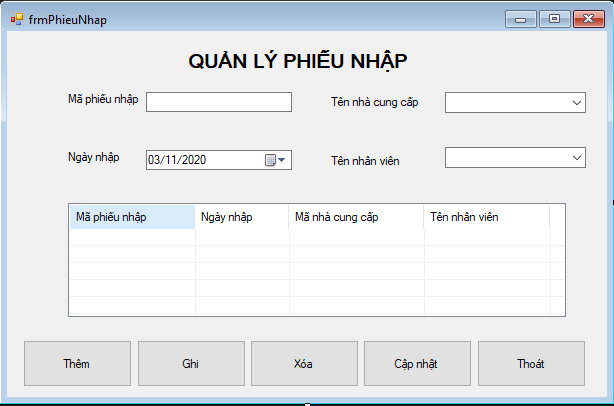 frmPhieuNhap
QUẢN LÝ PHIẾU NHẬP
Mã phiếu nhập
Tên nhà cung cấp
Ngày nhập 03/11/2020
Tên nhân viên
Mã phiếu nhập Ngày nhập Mã nhà cung cấp Tên nhân viên
Thêm Ghi Xóa Cập nhật Thoát